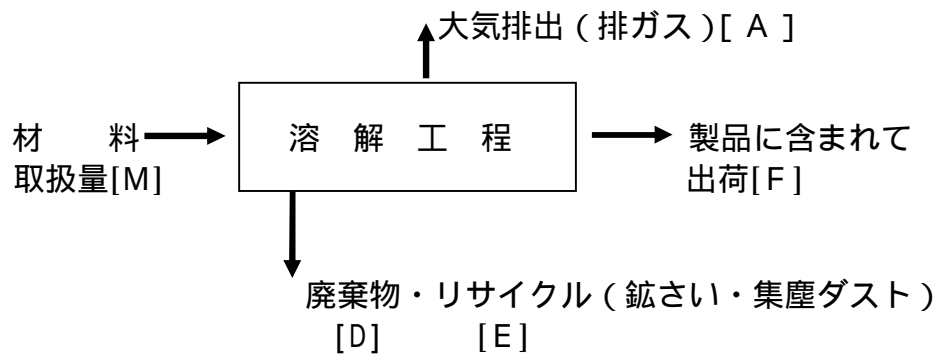 大気排出（排ガス）[ A ]
材　　料
取扱量[M]
溶　解　工　程
製品に含まれて
出荷[F]
廃棄物・リサイクル（鉱さい・集塵ダスト）
[D]　　　[E]